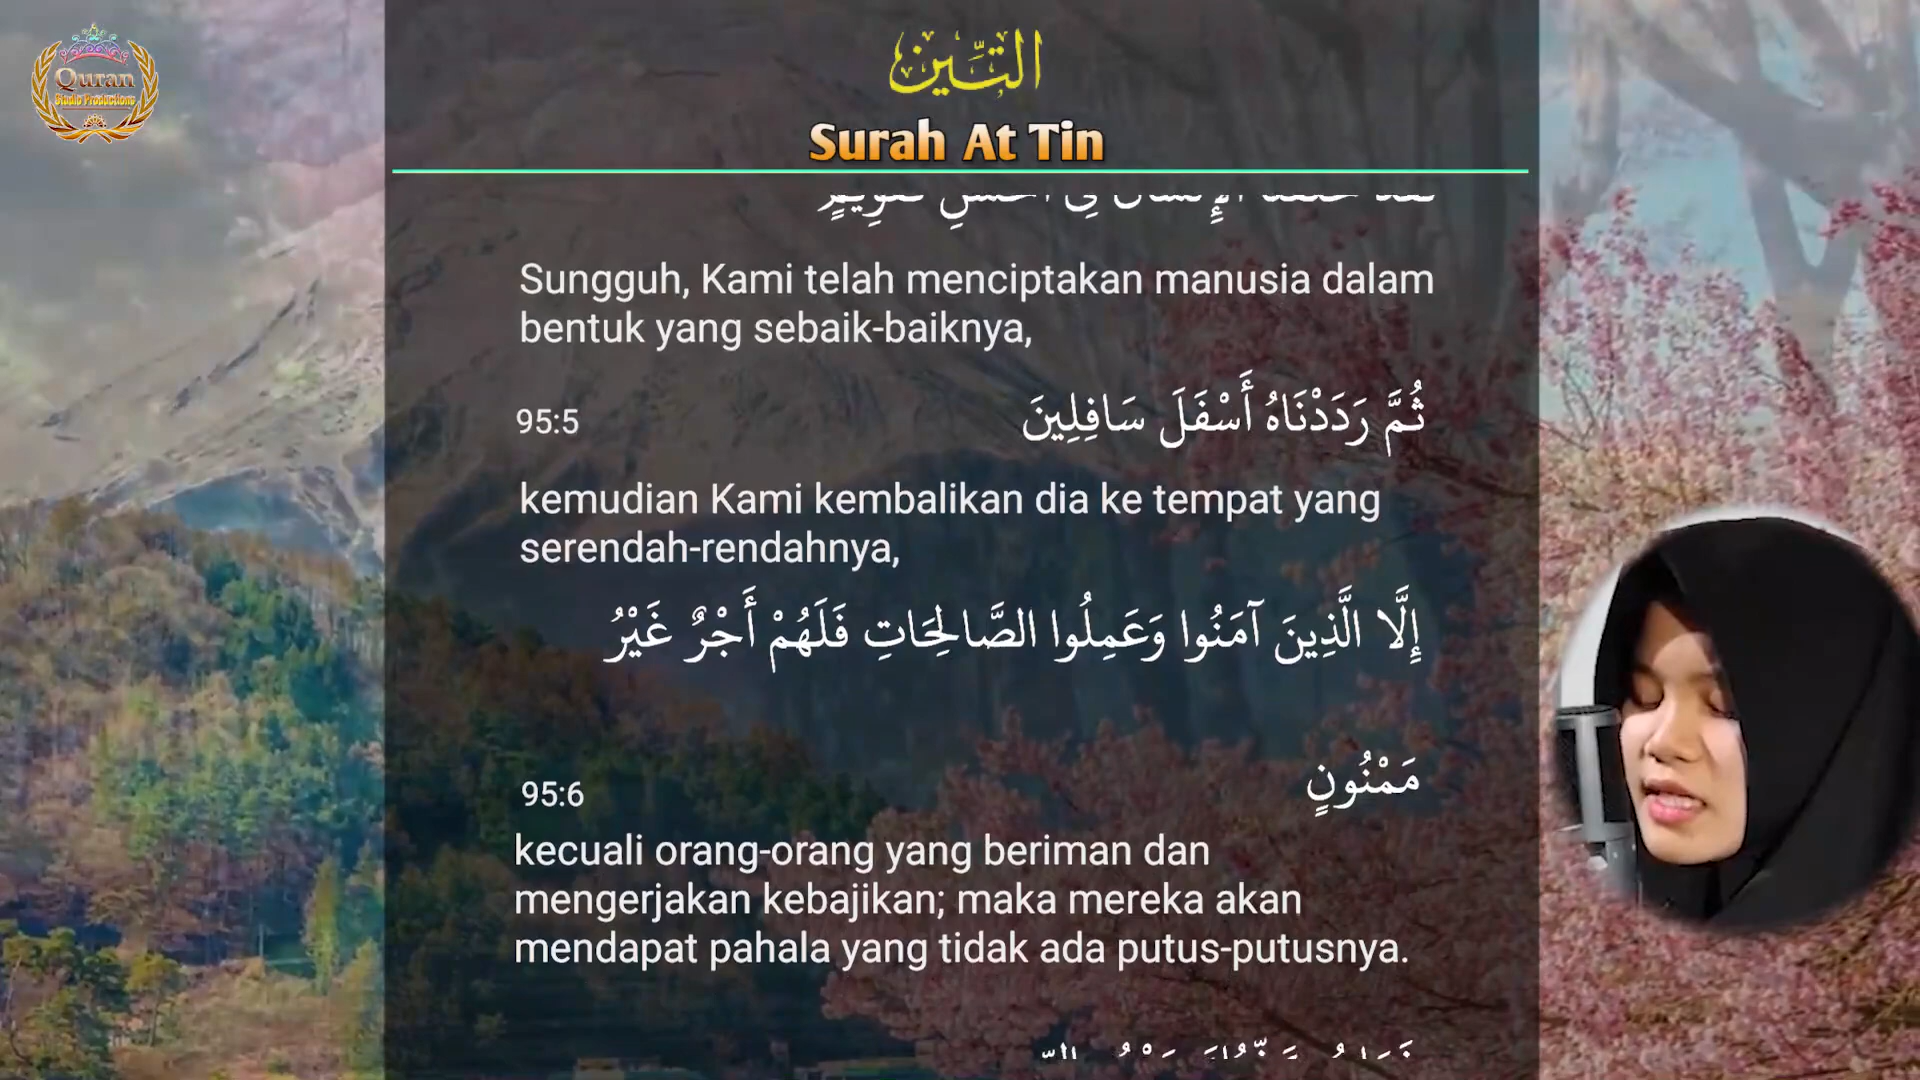 Quran
Studio Productions
التِّين
Surah At Tin
Sungguh, Kami telah menciptakan manusia dalam
bentuk yang sebaik-baiknya,
ثُمَّ رَدَدْنَاهُ أَسْفَلَ سَافِلِينَ
95:5
kemudian Kami kembalikan dia ke tempat yang
serendah-rendahnya,
إِلَّا الَّذِينَ آمَنُوا وَعَمِلُوا الصَّالِحَاتِ فَلَهُمْ أَجْرٌ غَيْرُ
مَمْنُونٍ
95:6
kecuali orang-orang yang beriman dan
mengerjakan kebajikan; maka mereka akan
mendapat pahala yang tidak ada putus-putusnya.